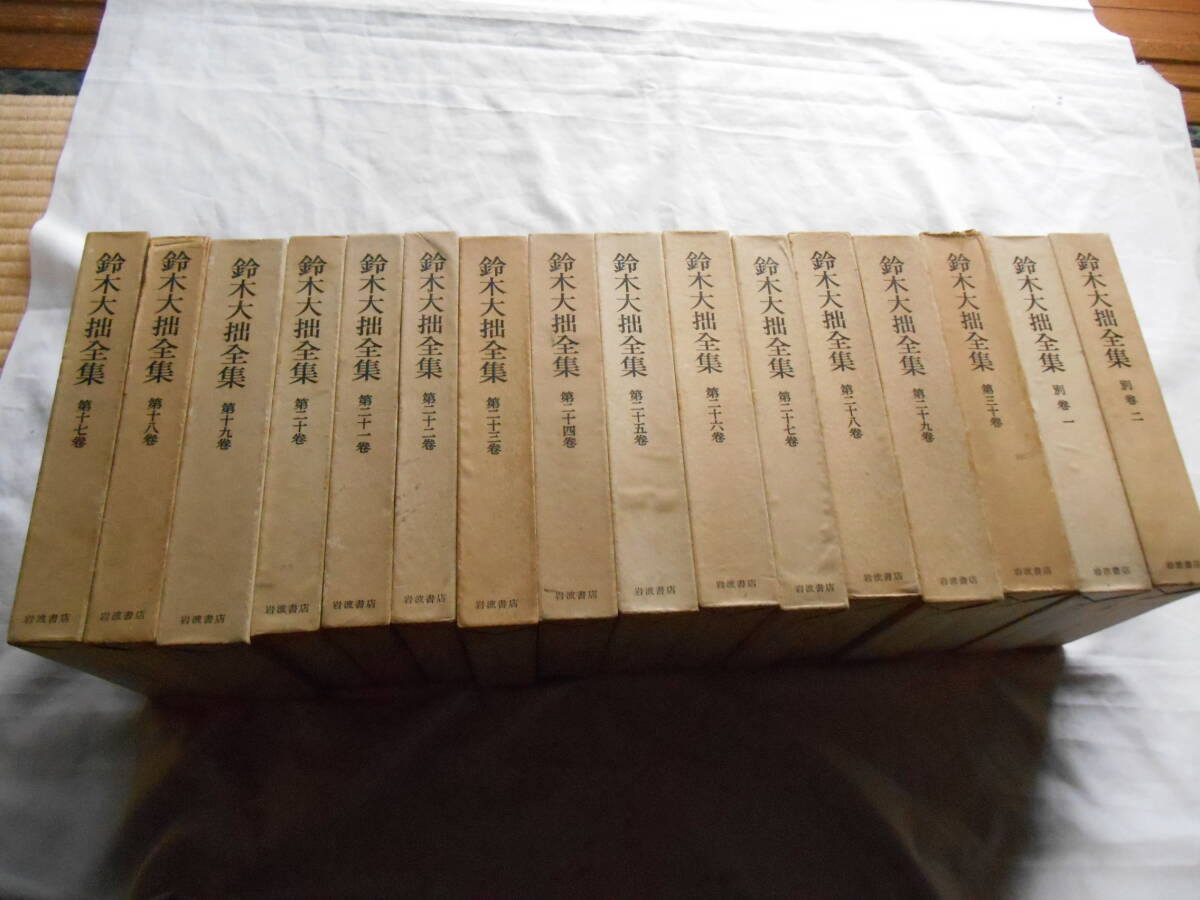 鈴木大拙全集 第十七卷 岩波書店
鈴木大拙全集 第十八卷 岩波書店
鈴木大拙全集 第十九卷 岩波書店
鈴木大拙全集 第二十卷 岩波書店
鈴木大拙全集 第二十一卷 岩波書店
鈴木大拙全集 第二十二卷 岩波書店
鈴木大拙全集 第二十三卷 岩波書店
鈴木大拙全集 第二十四卷 岩波書店
鈴木大拙全集 第二十五卷 岩波書店
鈴木大拙全集 第二十六卷 岩波書店
鈴木大拙全集 第二十七卷 岩波書店
鈴木大拙全集 第二十八卷 岩波書店
鈴木大拙全集 第二十九卷 岩波書店
鈴木大拙全集 第三十卷 岩波書店
鈴木大拙全集 別卷 一 岩波書店
鈴木大拙全集 別卷 二 岩波書店